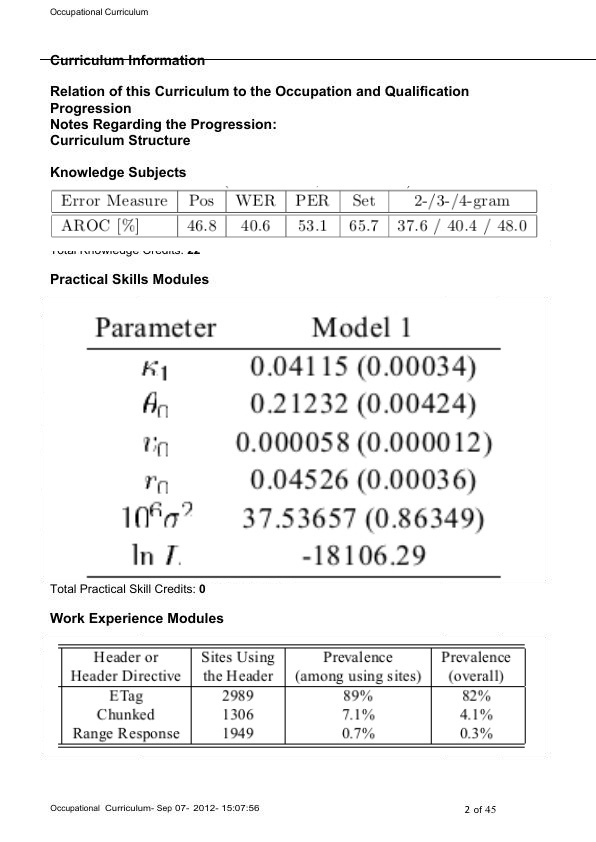 Occupational Curriculum
Curriculum Information
Relation of this Curriculum to the Occupation and Qualification
Progression
Notes Regarding the Progression:
Curriculum Structure
Knowledge Subjects
Error Measure Pos WER PER Set 2-/3-/4-gram
AROC [%] 46.8 40.6 53.1 65.7 37.6 / 40.4 / 48.0
Total Knowledge Credits: 22
Practical Skills Modules
Parameter Model 1
κ1 0.04115 (0.00034)
θ0 0.21232 (0.00424)
v0 0.000058 (0.000012)
r0 0.04526 (0.00036)
10^6σ^2 37.53657 (0.86349)
ln L -18106.29
Total Practical Skill Credits: 0
Work Experience Modules
Header or Sites Using Prevalence Prevalence
Header Directive the Header (among using sites) (overall)
ETag 2989 89% 82%
Chunked 1306 7.1% 4.1%
Range Response 1949 0.7% 0.3%
Occupational Curriculum- Sep 07- 2012- 15:07:56 2 of 45